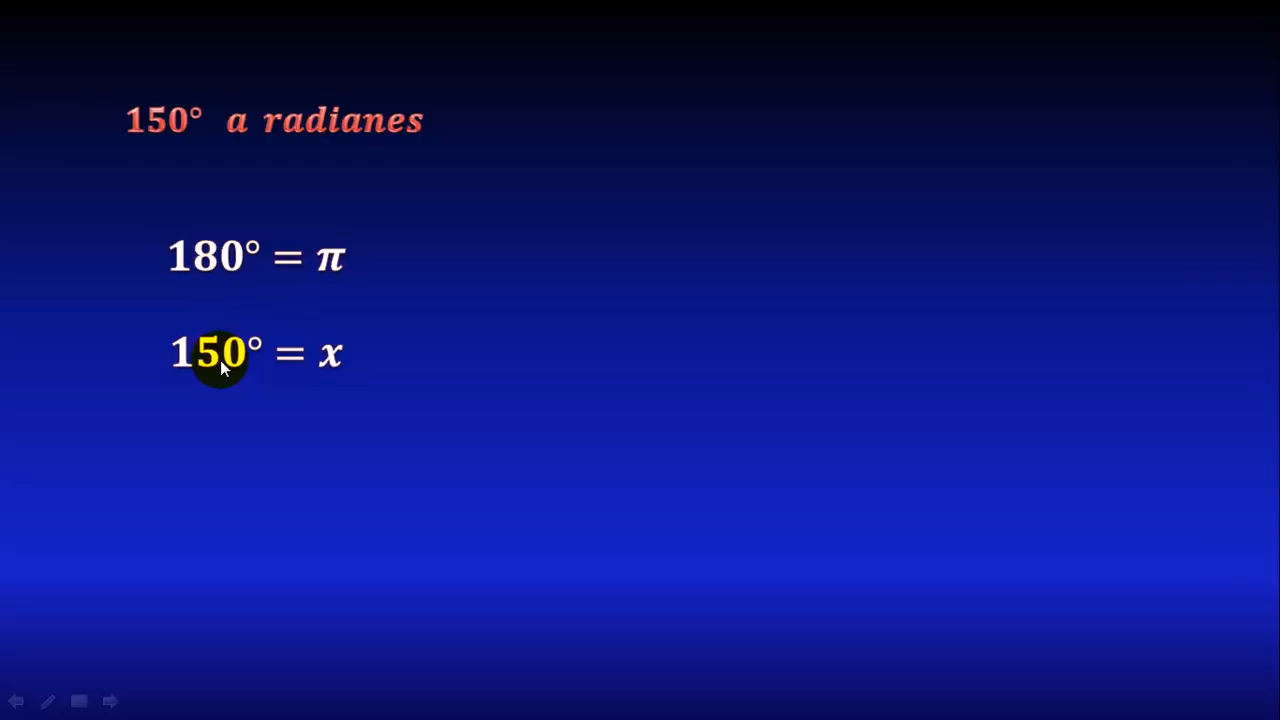 150° a radianes
180° = π
150° = x